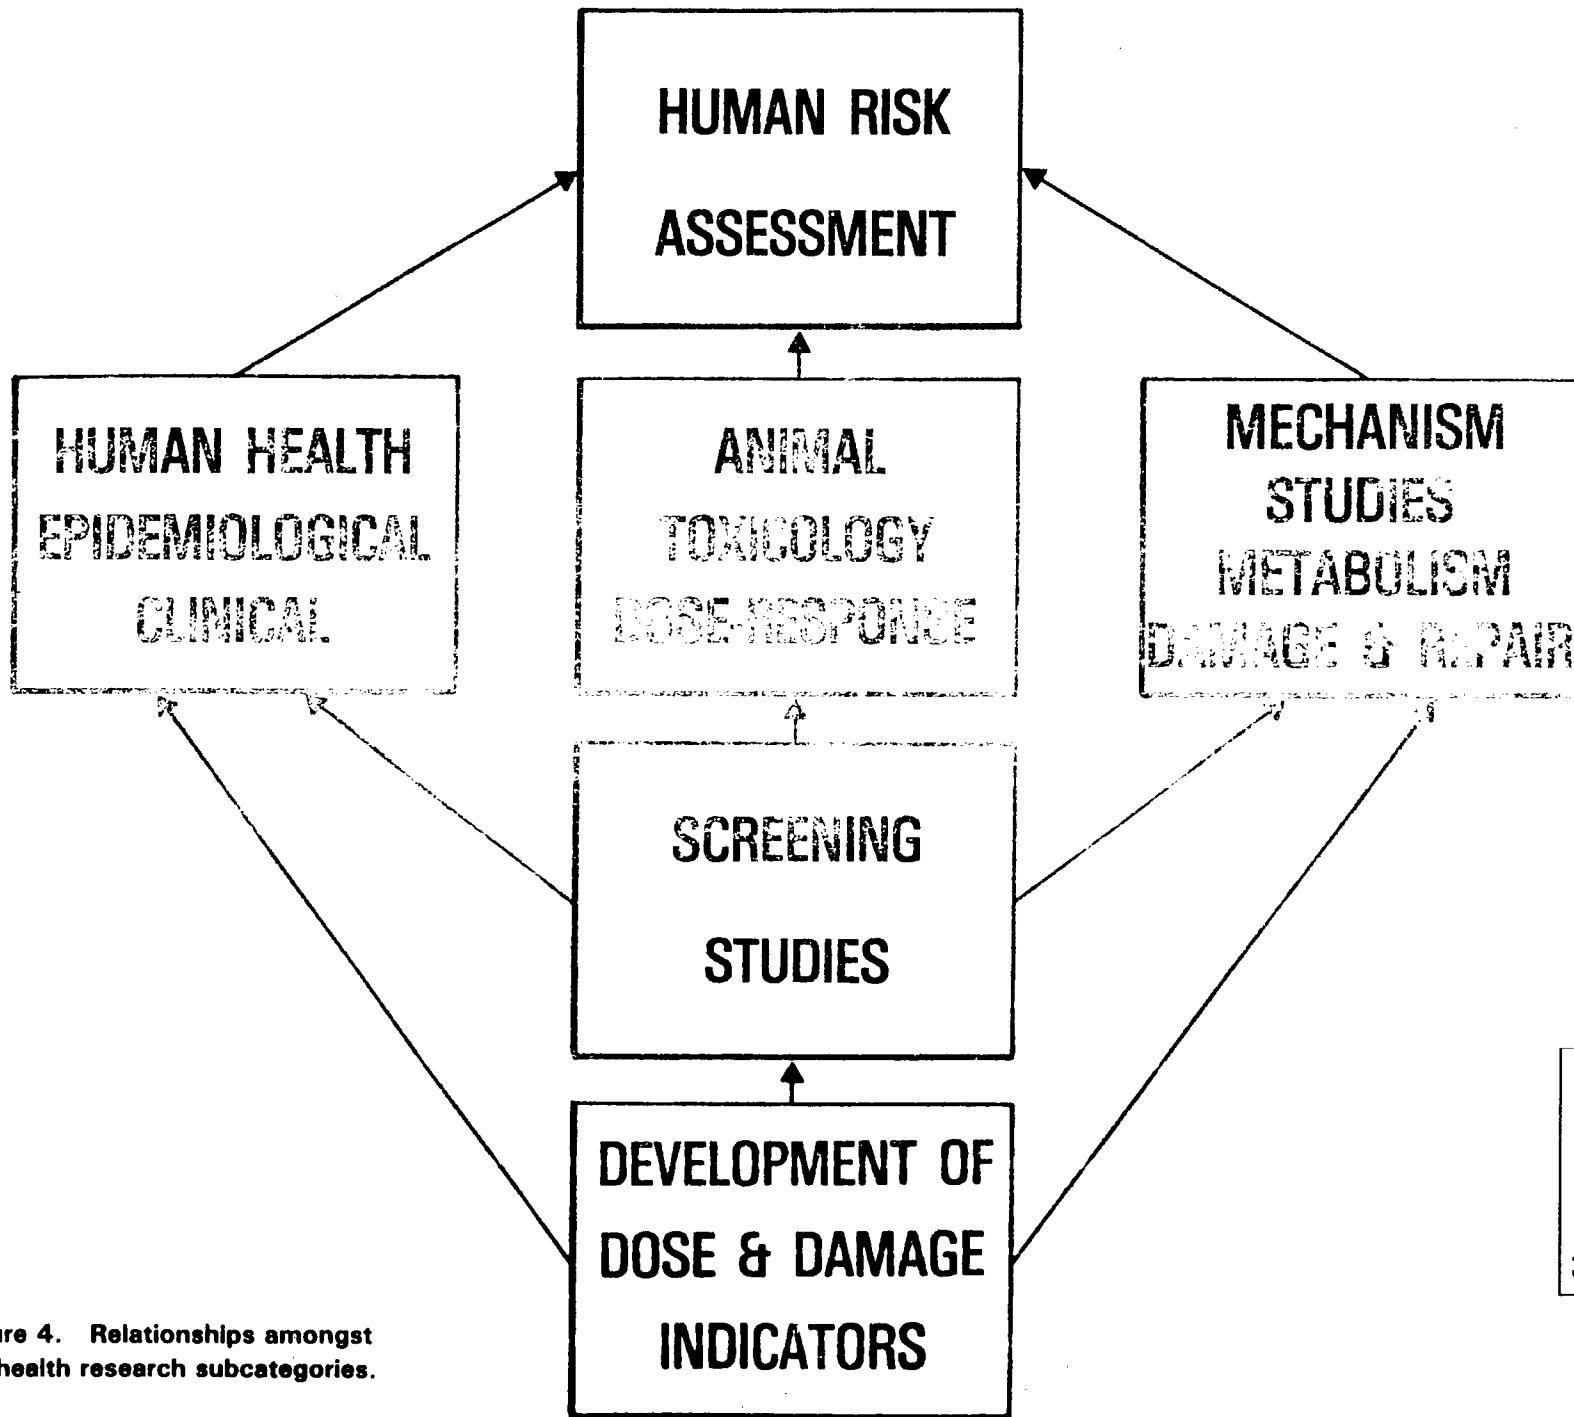 HUMAN RISK
ASSESSMENT
HUMAN HEALTH
EPIDEMIOLOGICAL
CLINICAL
ANIMAL
TOXICOLOGY
DOSE-RESPONSE
MECHANISM
STUDIES
METABOLISM
DAMAGE & REPAIR
SCREENING
STUDIES
DEVELOPMENT OF
DOSE & DAMAGE
INDICATORS
ure 4. Relationships amongst
health research subcategories.